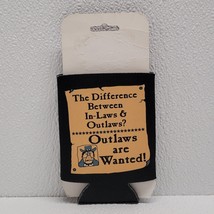 The Difference
Between
In-Laws &
Outlaws?
Outlaws
are
Wanted!